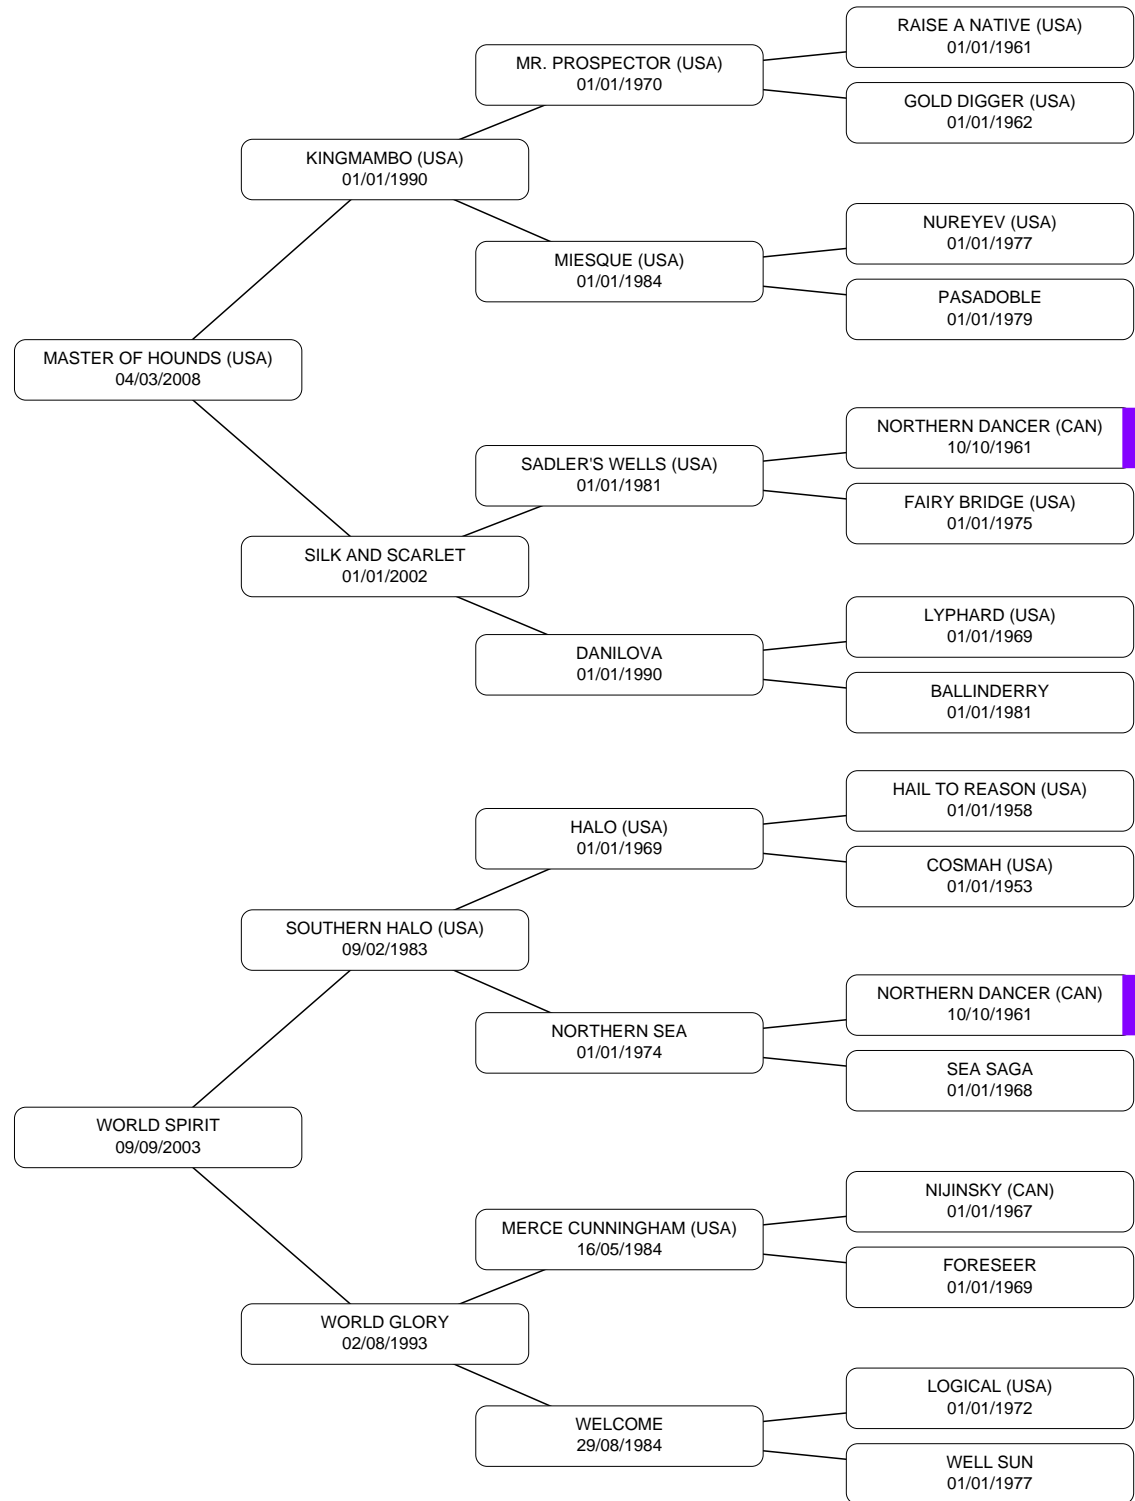 RAISE A NATIVE (USA)
01/01/1961
MR. PROSPECTOR (USA)
01/01/1970
GOLD DIGGER (USA)
01/01/1962
KINGMAMBO (USA)
01/01/1990
NUREYEV (USA)
01/01/1977
MIESQUE (USA)
01/01/1984
PASADOBLE
01/01/1979
MASTER OF HOUNDS (USA)
04/03/2008
NORTHERN DANCER (CAN)
10/10/1961
SADLER'S WELLS (USA)
01/01/1981
FAIRY BRIDGE (USA)
01/01/1975
SILK AND SCARLET
01/01/2002
LYPHARD (USA)
01/01/1969
DANILOVA
01/01/1990
BALLINDERRY
01/01/1981
HAIL TO REASON (USA)
01/01/1958
HALO (USA)
01/01/1969
COSMAH (USA)
01/01/1953
SOUTHERN HALO (USA)
09/02/1983
NORTHERN DANCER (CAN)
10/10/1961
NORTHERN SEA
01/01/1974
SEA SAGA
01/01/1968
WORLD SPIRIT
09/09/2003
NIJINSKY (CAN)
01/01/1967
MERCE CUNNINGHAM (USA)
16/05/1984
FORESEER
01/01/1969
WORLD GLORY
02/08/1993
LOGICAL (USA)
01/01/1972
WELCOME
29/08/1984
WELL SUN
01/01/1977